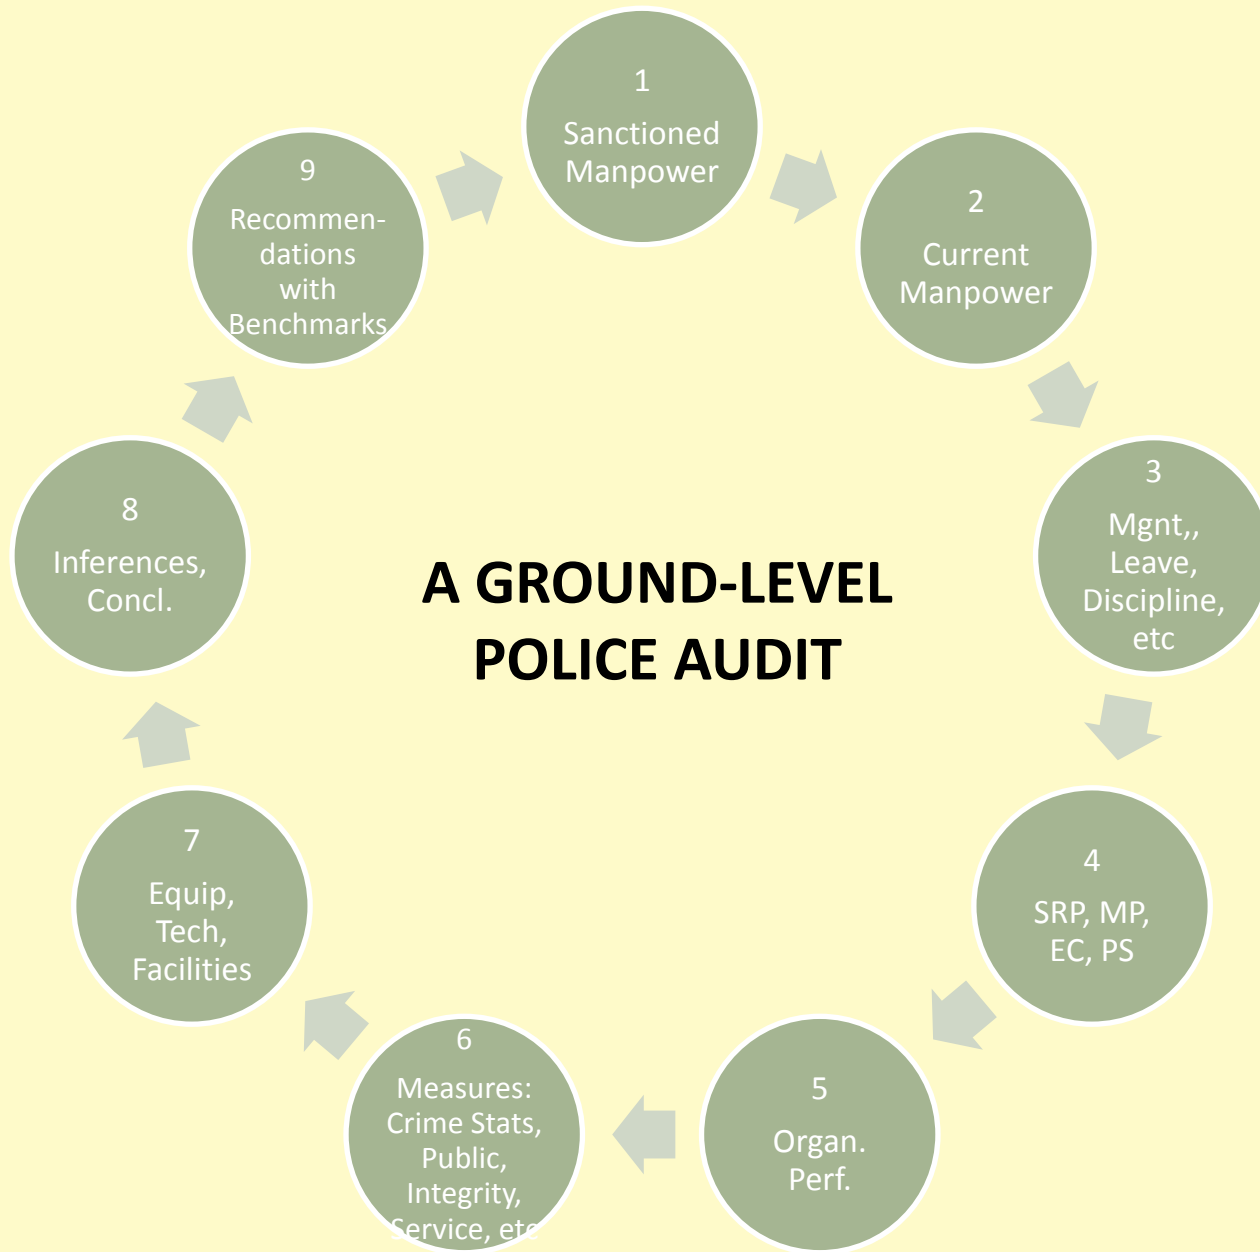 1
Sanctioned
Manpower
2
Current
Manpower
3
Mgnt,,
Leave,
Discipline,
etc
4
SRP, MP,
EC, PS
5
Organ.
Perf.
6
Measures:
Crime Stats,
Public,
Integrity,
Service, etc
7
Equip,
Tech,
Facilities
8
Inferences,
Concl.
9
Recommen-
dations
with
Benchmarks
A GROUND-LEVEL
POLICE AUDIT